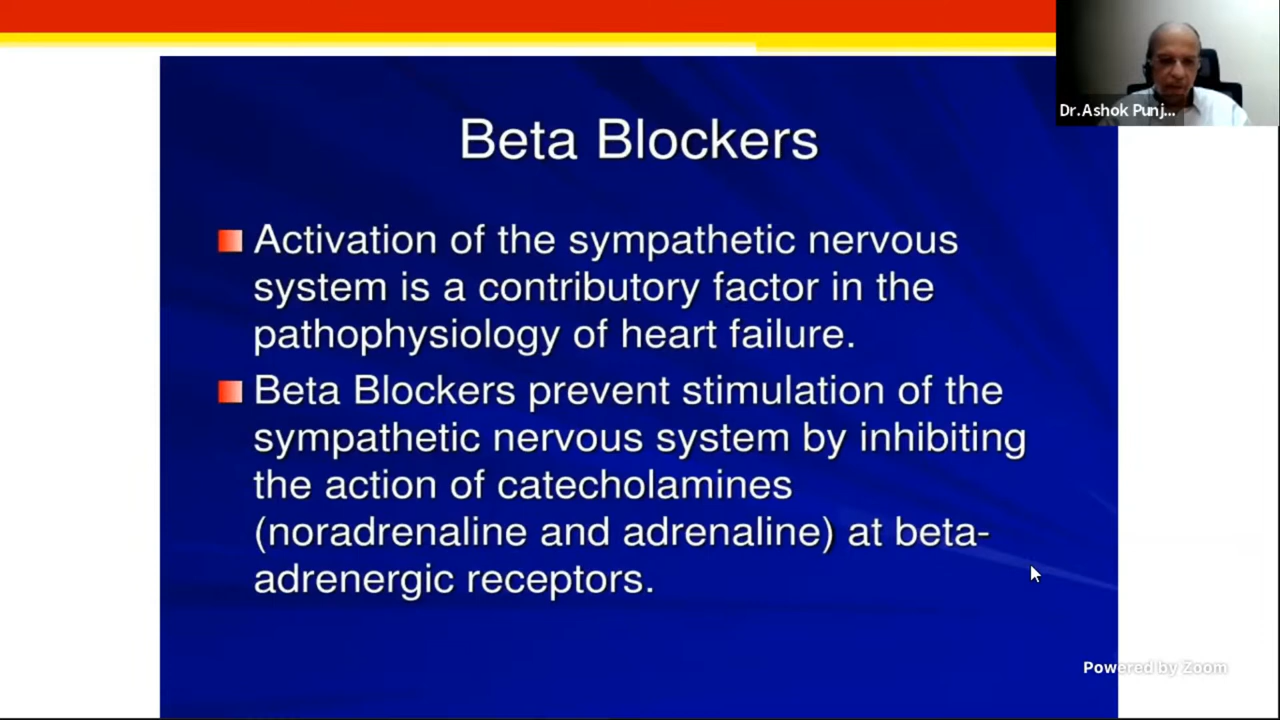 Dr.Ashok Punj...
Beta Blockers
Activation of the sympathetic nervous
system is a contributory factor in the
pathophysiology of heart failure.
Beta Blockers prevent stimulation of the
sympathetic nervous system by inhibiting
the action of catecholamines
(noradrenaline and adrenaline) at beta-
adrenergic receptors.
Powered by Zoom